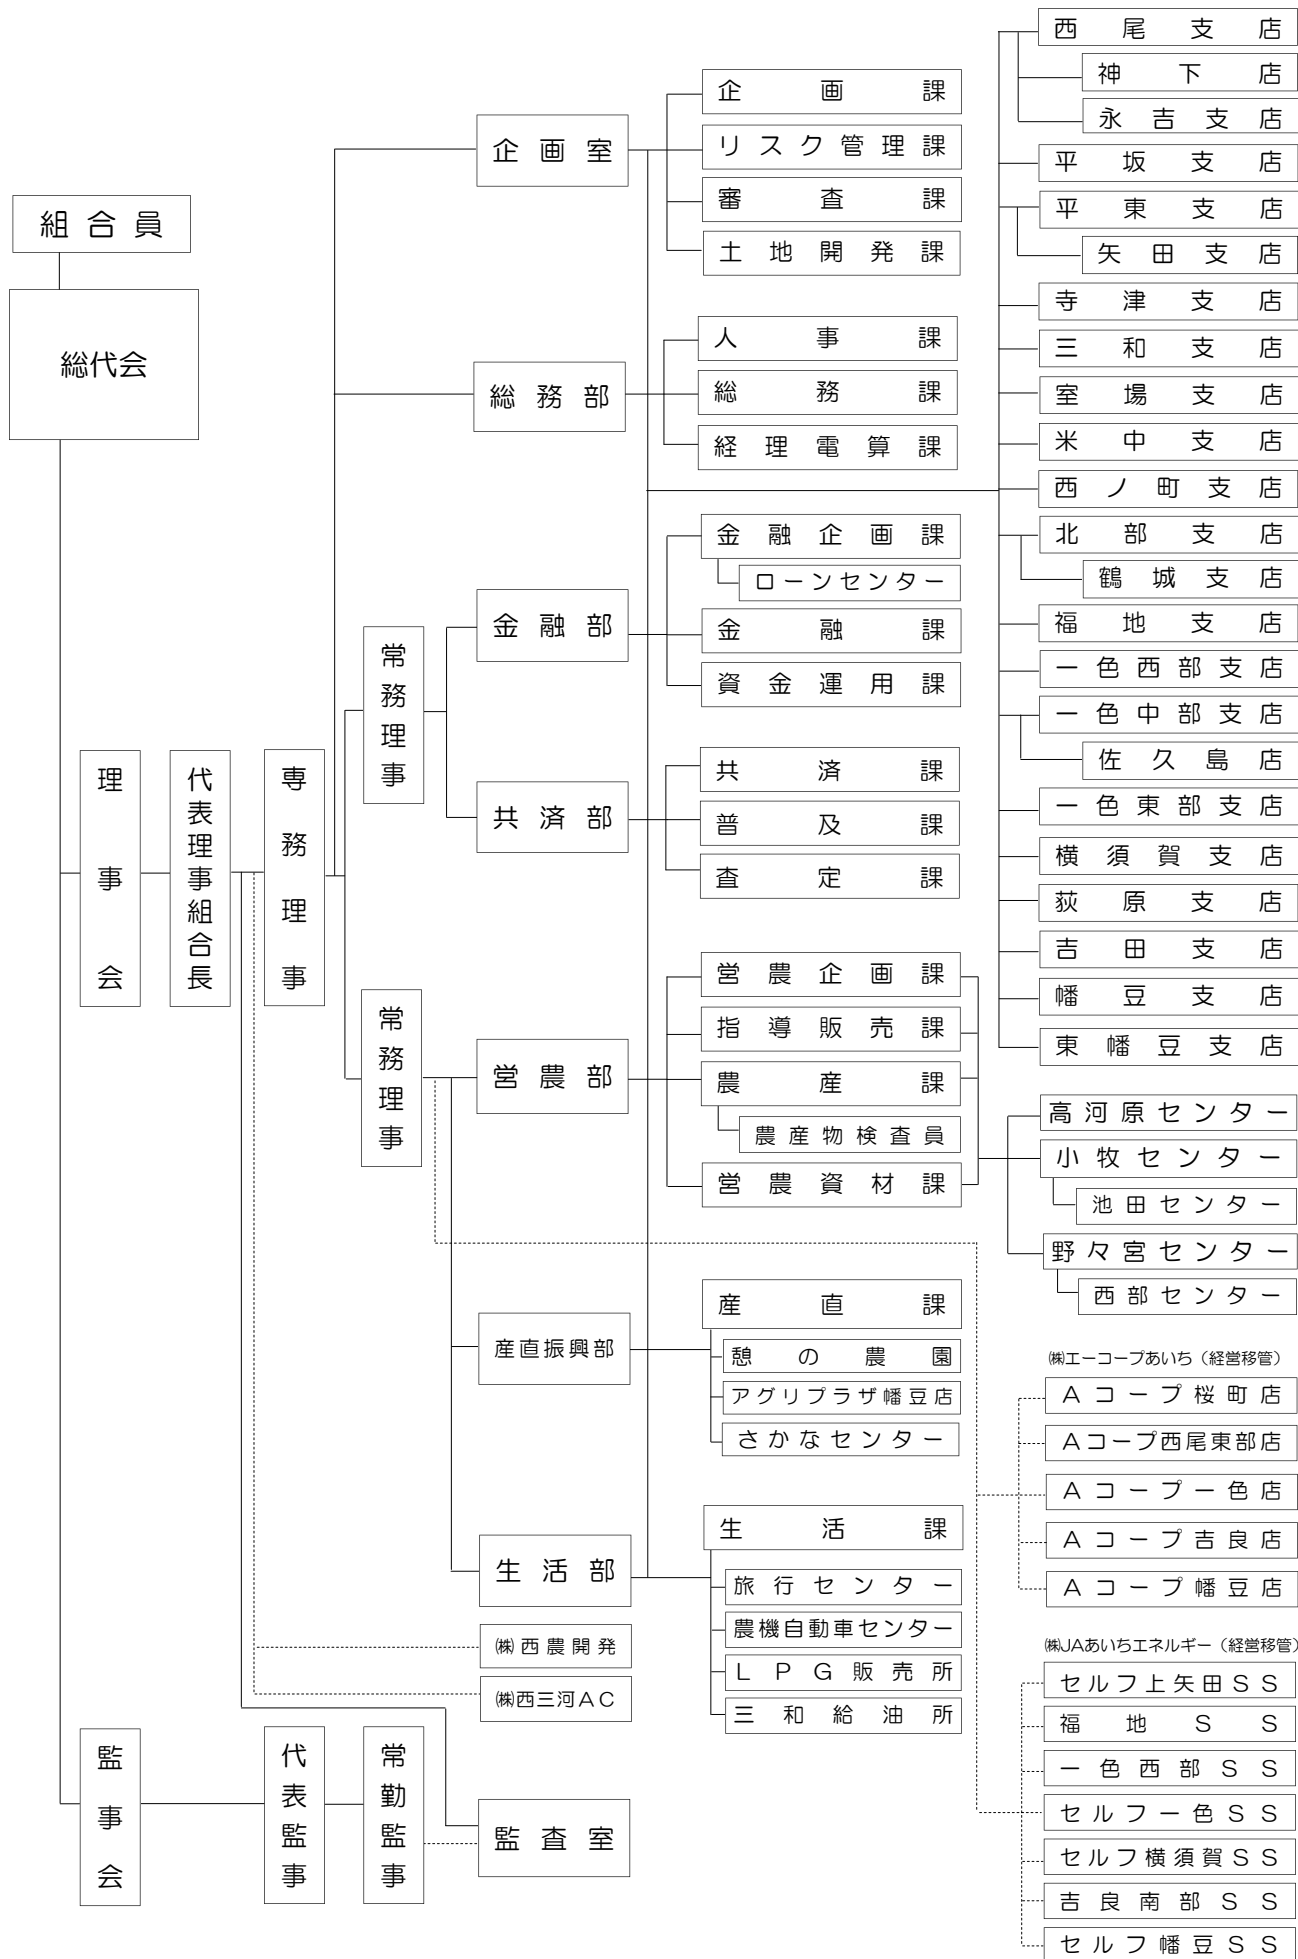 組合員
総代会
理事会
代表理事組合長
専務理事
常務理事
常務理事
監事会
代表監事
常勤監事
企画室
総務部
金融部
共済部
営農部
産直振興部
生活部
㈱西農開発
㈱西三河AC
監査室
企画課
リスク管理課
審査課
土地開発課
人事課
総務課
経理電算課
金融企画課
ローンセンター
金融課
資金運用課
共済課
普及課
査定課
営農企画課
指導販売課
農産課
農産物検査員
営農資材課
産直課
憩の農園
アグリプラザ幡豆店
さかなセンター
生活課
旅行センター
農機自動車センター
LPG販売所
三和給油所
西尾支店
神下店
永吉支店
平坂支店
平東支店
矢田支店
寺津支店
三和支店
室場支店
米中支店
西ノ町支店
北部支店
鶴城支店
福地支店
一色西部支店
一色中部支店
佐久島店
一色東部支店
横須賀支店
荻原支店
吉田支店
幡豆支店
東幡豆支店
高河原センター
小牧センター
池田センター
野々宮センター
西部センター
㈱エーコープあいち（経営移管）
Aコープ桜町店
Aコープ西尾東部店
Aコープ一色店
Aコープ吉良店
Aコープ幡豆店
㈱JAあいちエネルギー（経営移管）
セルフ上矢田SS
福地SS
一色西部SS
セルフ一色SS
セルフ横須賀SS
吉良南部SS
セルフ幡豆SS